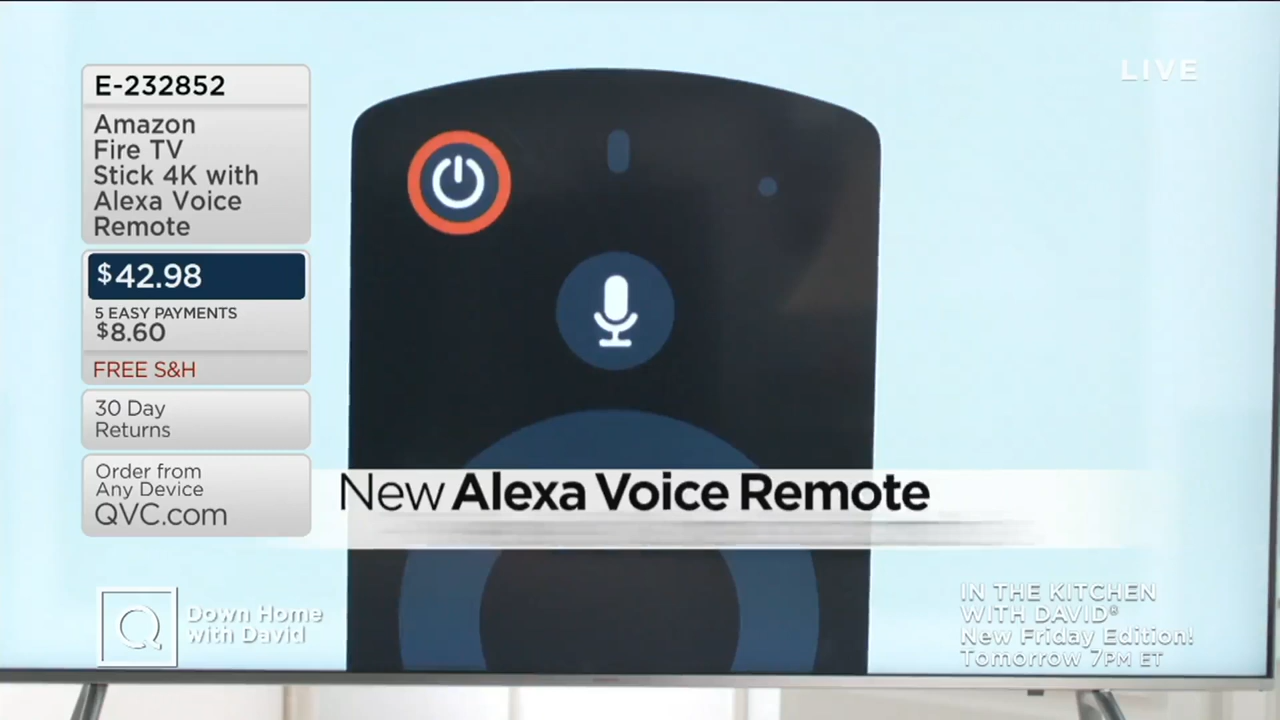 E-232852
Amazon
Fire TV
Stick 4K with
Alexa Voice
Remote
$42.98
5 EASY PAYMENTS
$8.60
FREE S&H
30 Day
Returns
Order from
Any Device
QVC.com
LIVE
New Alexa Voice Remote
Q
Down Home
with David
IN THE KITCHEN
WITH DAVID®
New Friday Edition!
Tomorrow 7PM ET